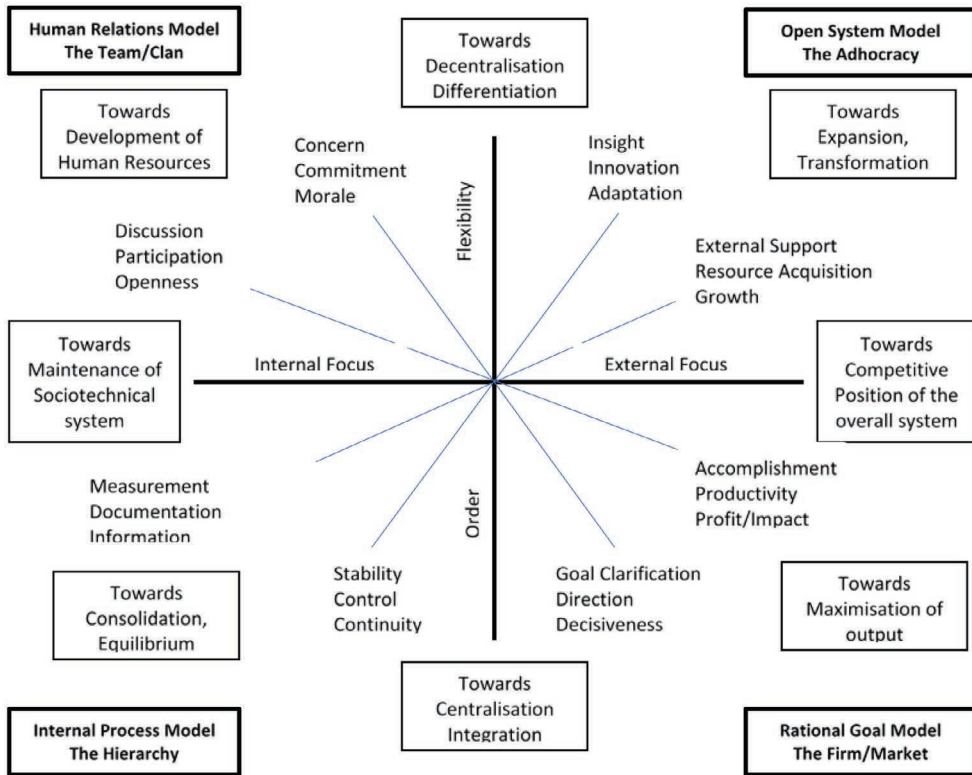 Human Relations Model
The Team/Clan
Towards
Decentralisation
Differentiation
Open System Model
The Adhocracy
Towards
Development of
Human Resources
Concern
Commitment
Morale
Insight
Innovation
Adaptation
Towards
Expansion,
Transformation
Flexibility
Discussion
Participation
Openness
External Support
Resource Acquisition
Growth
Towards
Maintenance of
Sociotechnical
system
Internal Focus
External Focus
Towards
Competitive
Position of the
overall system
Measurement
Documentation
Information
Order
Accomplishment
Productivity
Profit/Impact
Towards
Consolidation,
Equilibrium
Stability
Control
Continuity
Goal Clarification
Direction
Decisiveness
Towards
Maximisation of
output
Internal Process Model
The Hierarchy
Towards
Centralisation
Integration
Rational Goal Model
The Firm/Market